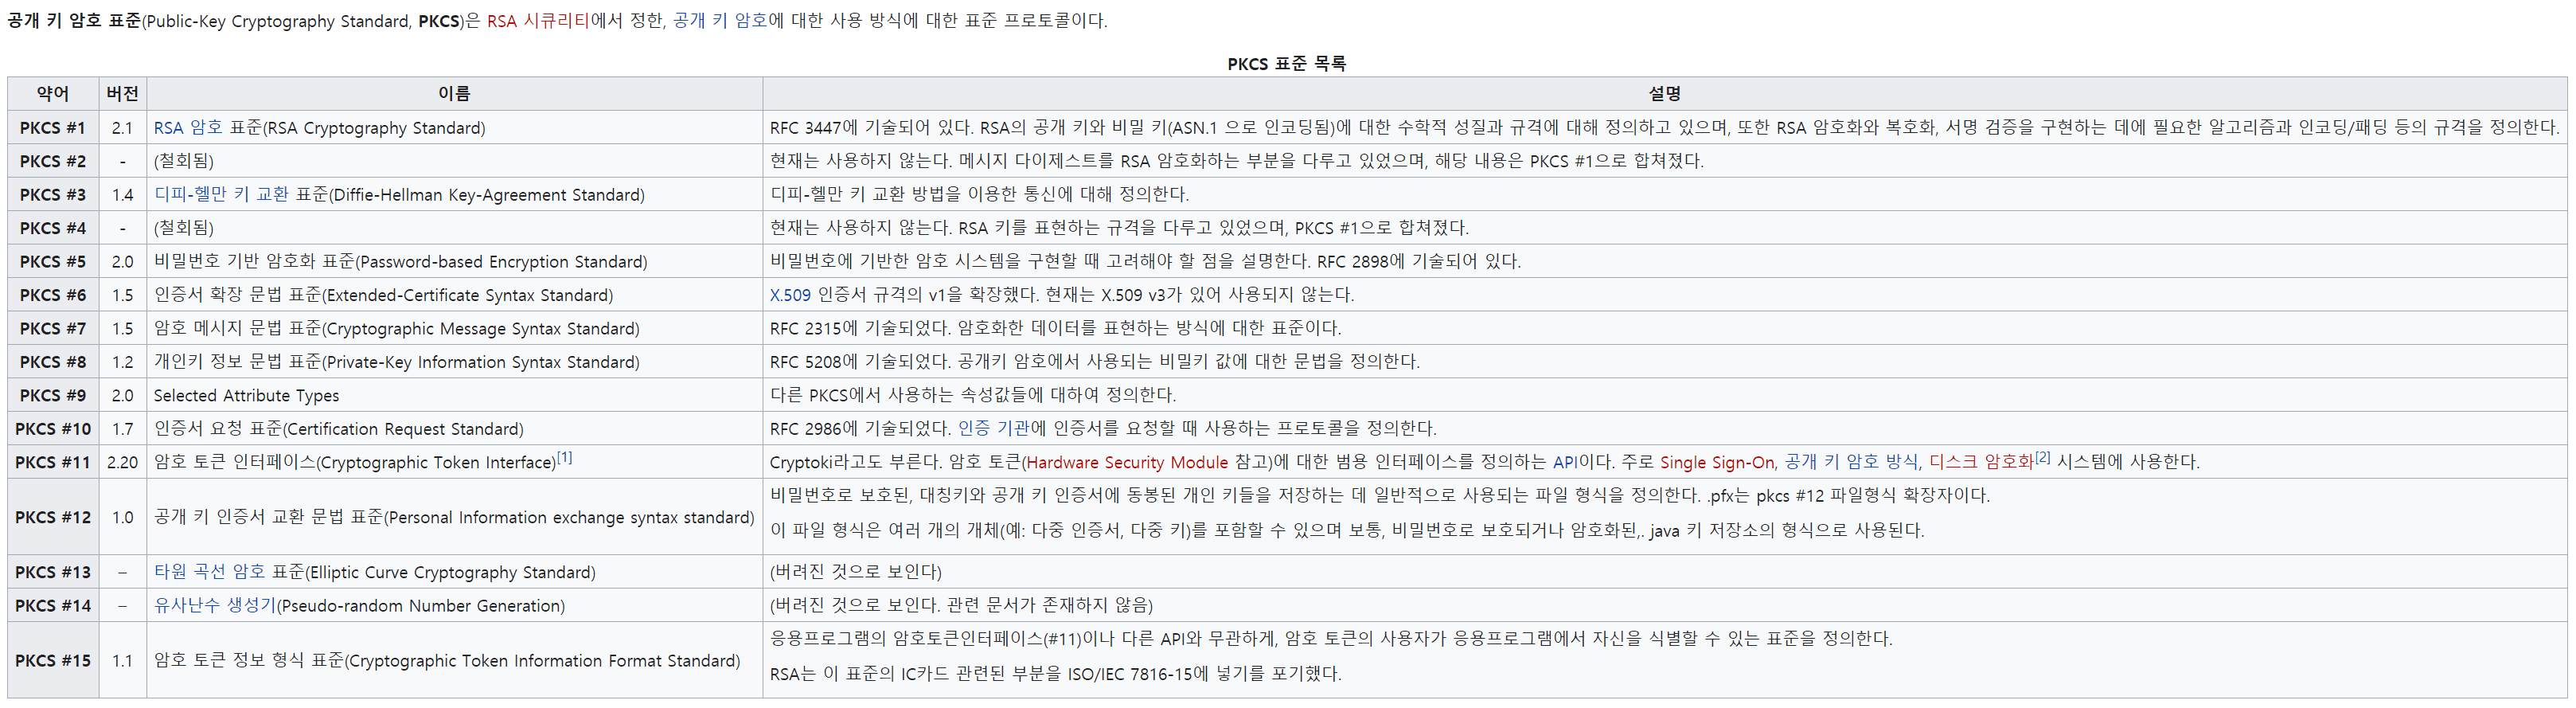 공개 키 암호 표준(Public-Key Cryptography Standard, PKCS)은 RSA 시큐리티에서 정한, 공개 키 암호에 대한 사용 방식에 대한 표준 프로토콜이다.
PKCS 표준 목록
약어 버전 이름 설명
PKCS #1 2.1 RSA 암호 표준(RSA Cryptography Standard) RFC 3447에 기술되어 있다. RSA의 공개 키와 비밀 키(ASN.1 으로 인코딩됨)에 대한 수학적 성질과 규격에 대해 정의하고 있으며, 또한 RSA 암호화와 복호화, 서명 검증을 구현하는 데에 필요한 알고리즘과 인코딩/패딩 등의 규격을 정의한다.
PKCS #2 - (철회됨) 현재는 사용하지 않는다. 메시지 다이제스트를 RSA 암호화하는 부분을 다루고 있었으며, 해당 내용은 PKCS #1으로 합쳐졌다.
PKCS #3 1.4 디피-헬만 키 교환 표준(Diffie-Hellman Key-Agreement Standard) 디피-헬만 키 교환 방법을 이용한 통신에 대해 정의한다.
PKCS #4 - (철회됨) 현재는 사용하지 않는다. RSA 키를 표현하는 규격을 다루고 있었으며, PKCS #1으로 합쳐졌다.
PKCS #5 2.0 비밀번호 기반 암호화 표준(Password-based Encryption Standard) 비밀번호에 기반한 암호 시스템을 구현할 때 고려해야 할 점을 설명한다. RFC 2898에 기술되어 있다.
PKCS #6 1.5 인증서 확장 문법 표준(Extended-Certificate Syntax Standard) X.509 인증서 규격의 v1을 확장했다. 현재는 X.509 v3가 있어 사용되지 않는다.
PKCS #7 1.5 암호 메시지 문법 표준(Cryptographic Message Syntax Standard) RFC 2315에 기술되었다. 암호화한 데이터를 표현하는 방식에 대한 표준이다.
PKCS #8 1.2 개인키 정보 문법 표준(Private-Key Information Syntax Standard) RFC 5208에 기술되었다. 공개키 암호에서 사용되는 비밀키 값에 대한 문법을 정의한다.
PKCS #9 2.0 Selected Attribute Types 다른 PKCS에서 사용하는 속성값들에 대하여 정의한다.
PKCS #10 1.7 인증서 요청 표준(Certification Request Standard) RFC 2986에 기술되었다. 인증 기관에 인증서를 요청할 때 사용하는 프로토콜을 정의한다.
PKCS #11 2.20 암호 토큰 인터페이스(Cryptographic Token Interface)[1] Cryptoki라고도 부른다. 암호 토큰(Hardware Security Module 참고)에 대한 범용 인터페이스를 정의하는 API이다. 주로 Single Sign-On, 공개 키 암호 방식, 디스크 암호화[2] 시스템에 사용한다.
PKCS #12 1.0 공개 키 인증서 교환 문법 표준(Personal Information exchange syntax standard) 비밀번호로 보호된, 대칭키와 공개 키 인증서에 동봉된 개인 키들을 저장하는 데 일반적으로 사용되는 파일 형식을 정의한다. .pfx는 pkcs #12 파일형식 확장자이다.
이 파일 형식은 여러 개의 개체(예: 다중 인증서, 다중 키)를 포함할 수 있으며 보통, 비밀번호로 보호되거나 암호화된,. java 키 저장소의 형식으로 사용된다.
PKCS #13 – 타원 곡선 암호 표준(Elliptic Curve Cryptography Standard) (버려진 것으로 보인다)
PKCS #14 – 유사난수 생성기(Pseudo-random Number Generation) (버려진 것으로 보인다. 관련 문서가 존재하지 않음)
PKCS #15 1.1 암호 토큰 정보 형식 표준(Cryptographic Token Information Format Standard) 응용프로그램의 암호토큰인터페이스(#11)이나 다른 API와 무관하게, 암호 토큰의 사용자가 응용프로그램에서 자신을 식별할 수 있는 표준을 정의한다.
RSA는 이 표준의 IC카드 관련된 부분을 ISO/IEC 7816-15에 넣기를 포기했다.